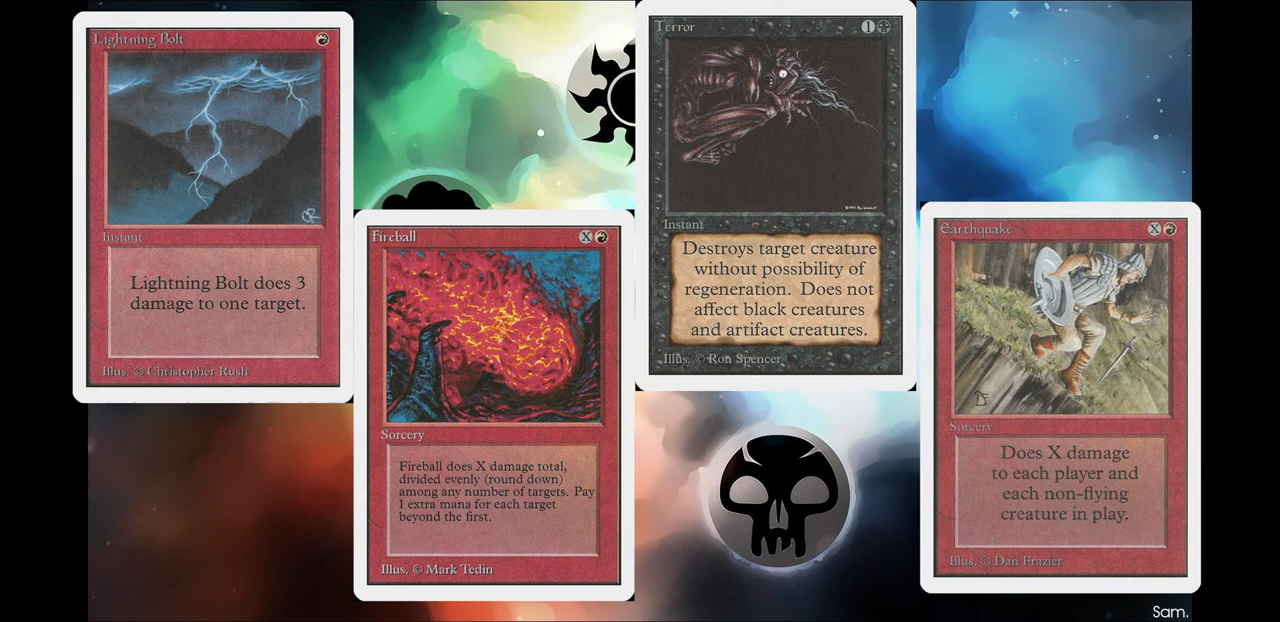 Lightning Bolt
Instant
Lightning Bolt does 3
damage to one target.
Illus. © Christopher Rush
Fireball
X
Sorcery
Fireball does X damage total,
divided evenly (round down)
among any number of targets. Pay
1 extra mana for each target
beyond the first.
Illus. © Mark Tedin
Terror
1
Instant
Destroys target creature
without possibility of
regeneration. Does not
affect black creatures
and artifact creatures.
Illus. © Ron Spencer
Earthquake
X
Sorcery
Does X damage
to each player and
each non-flying
creature in play.
Illus. © Dan Frazier
Sam.